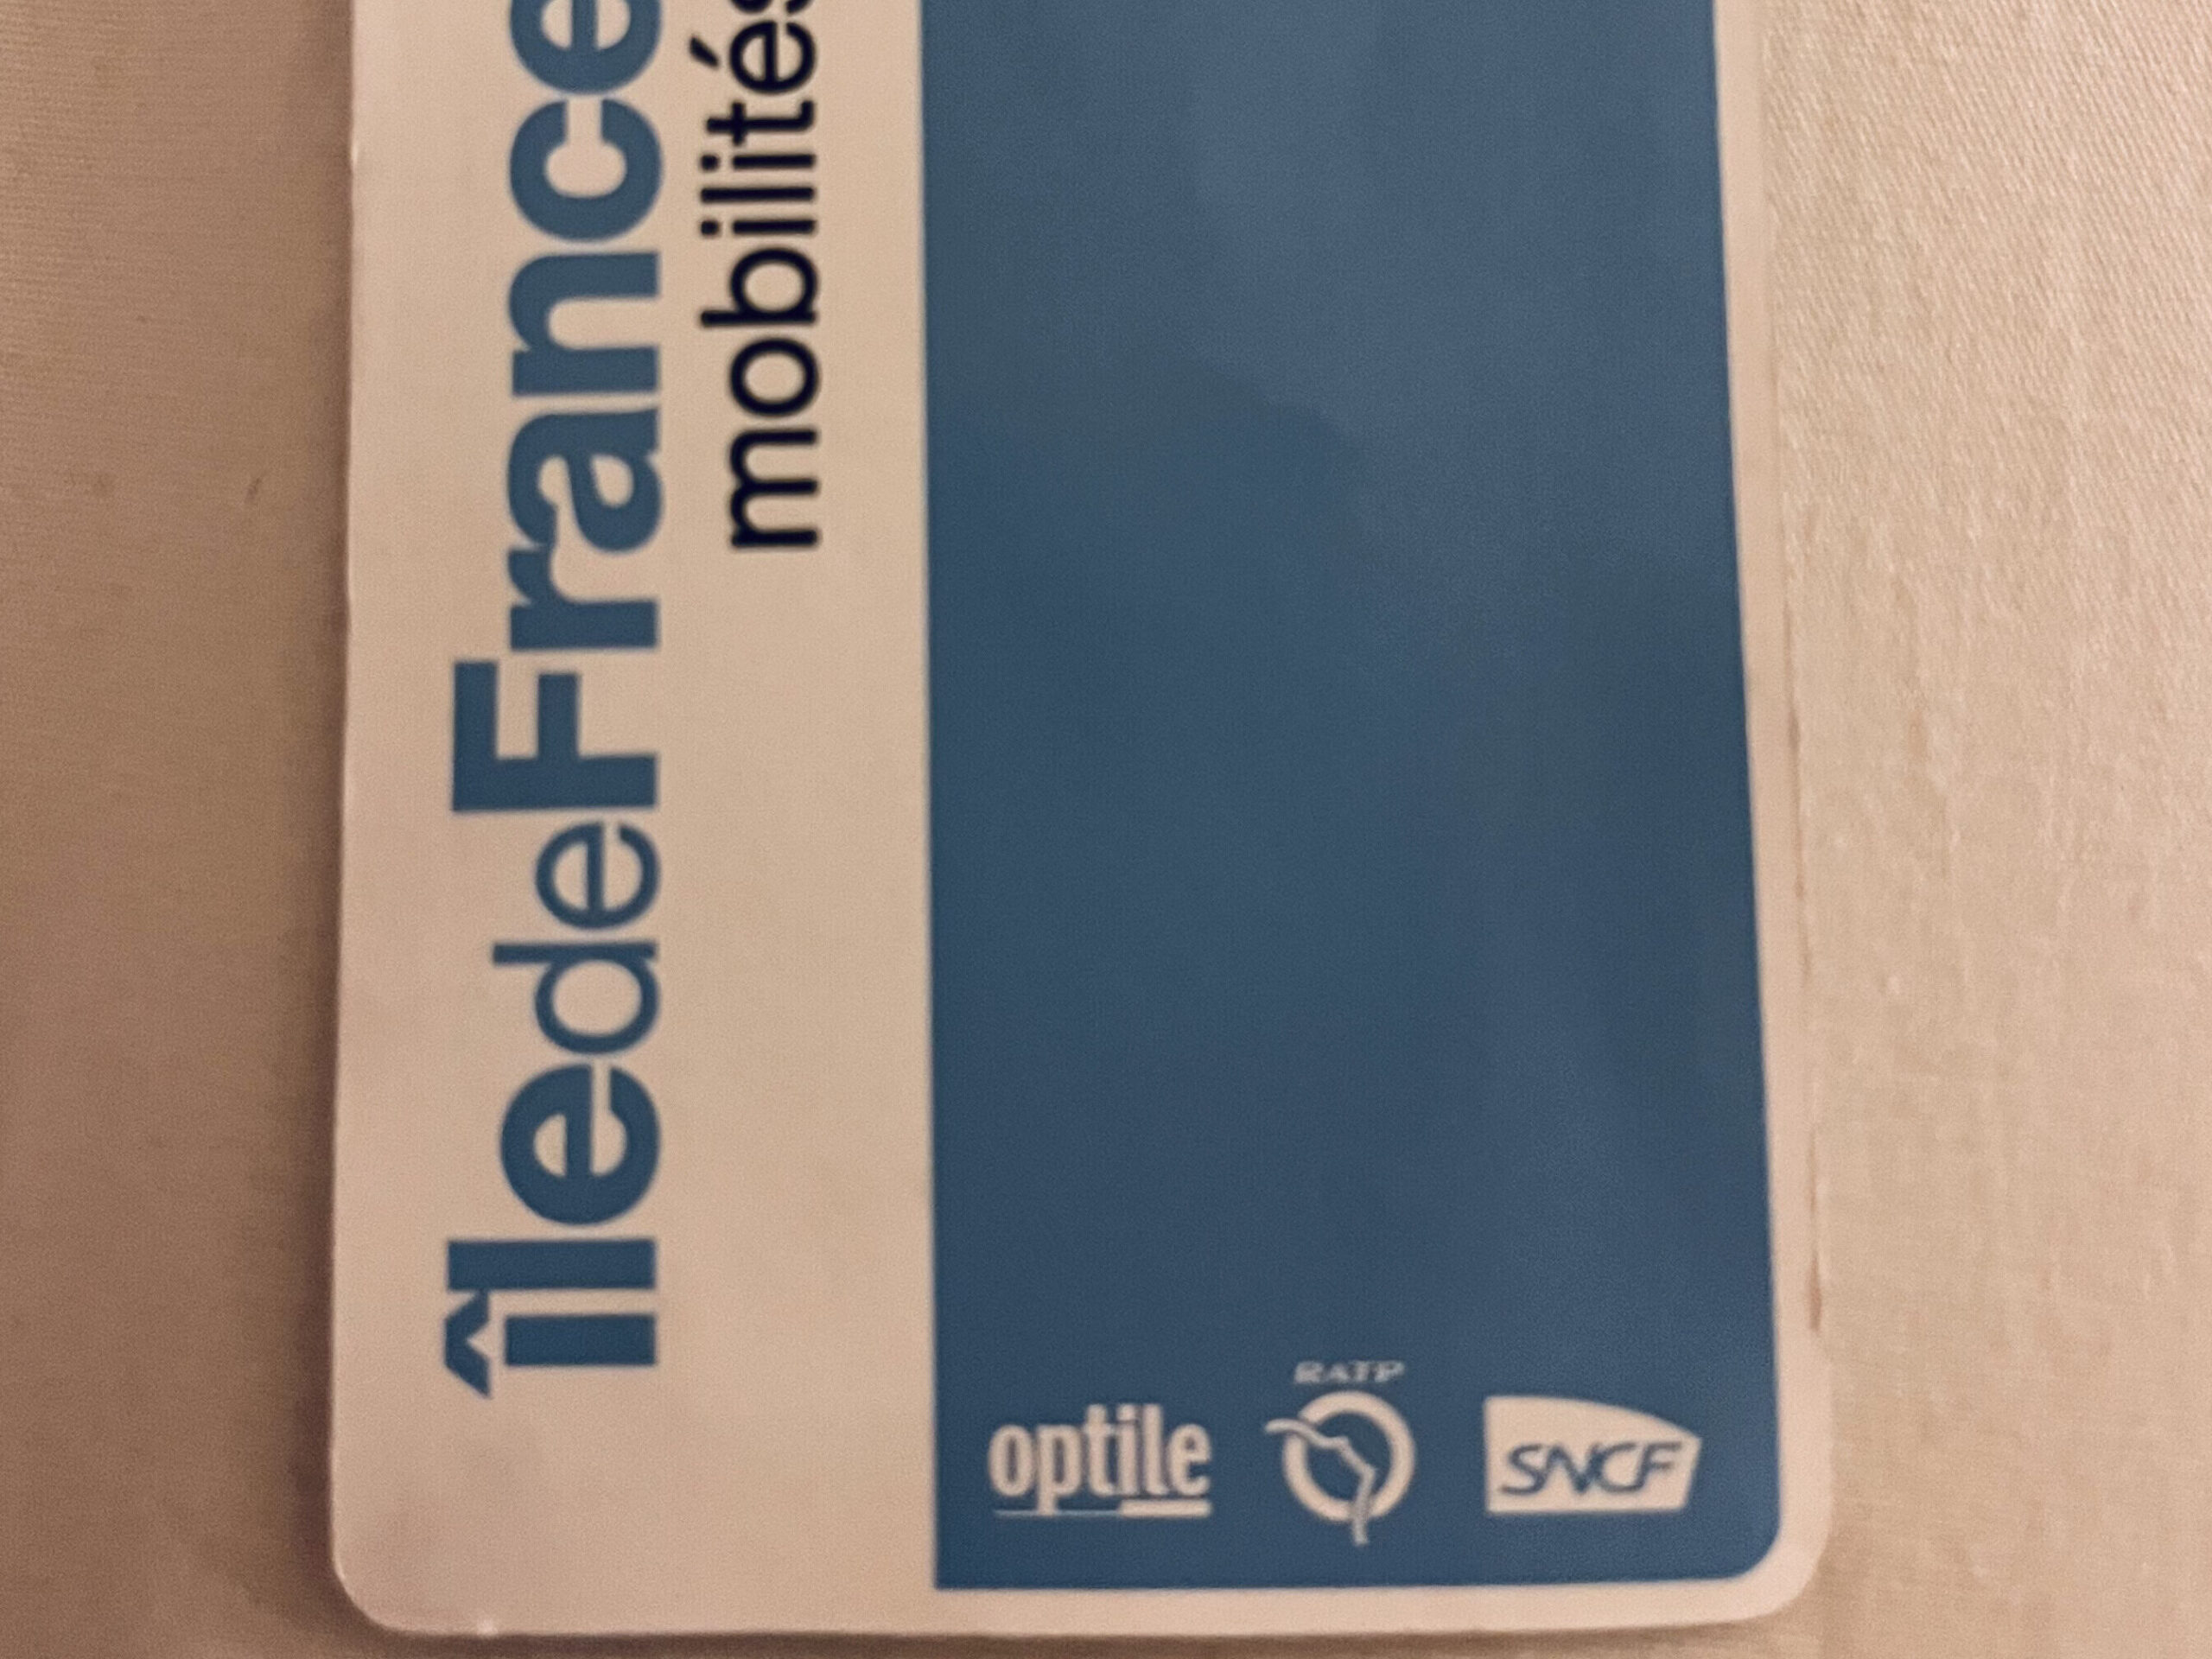 îledeFrance
mobilités
optile
RATP
SNCF